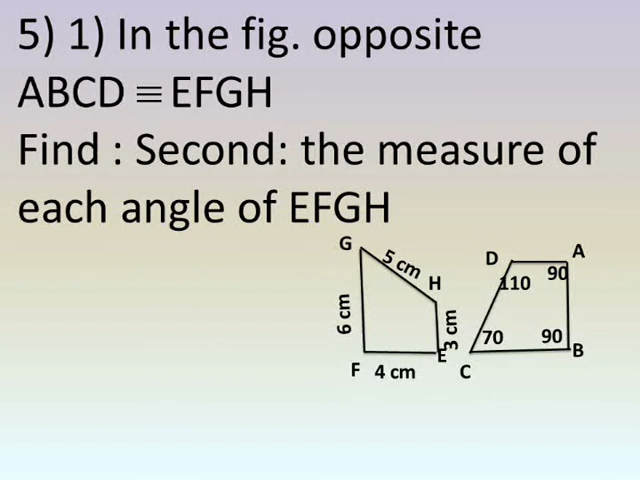 5) 1) In the fig. opposite
ABCD ≡ EFGH
Find : Second: the measure of
each angle of EFGH
G
5 cm
H
6 cm
3 cm
F
4 cm
E
D
A
110
90
70
90
C
B